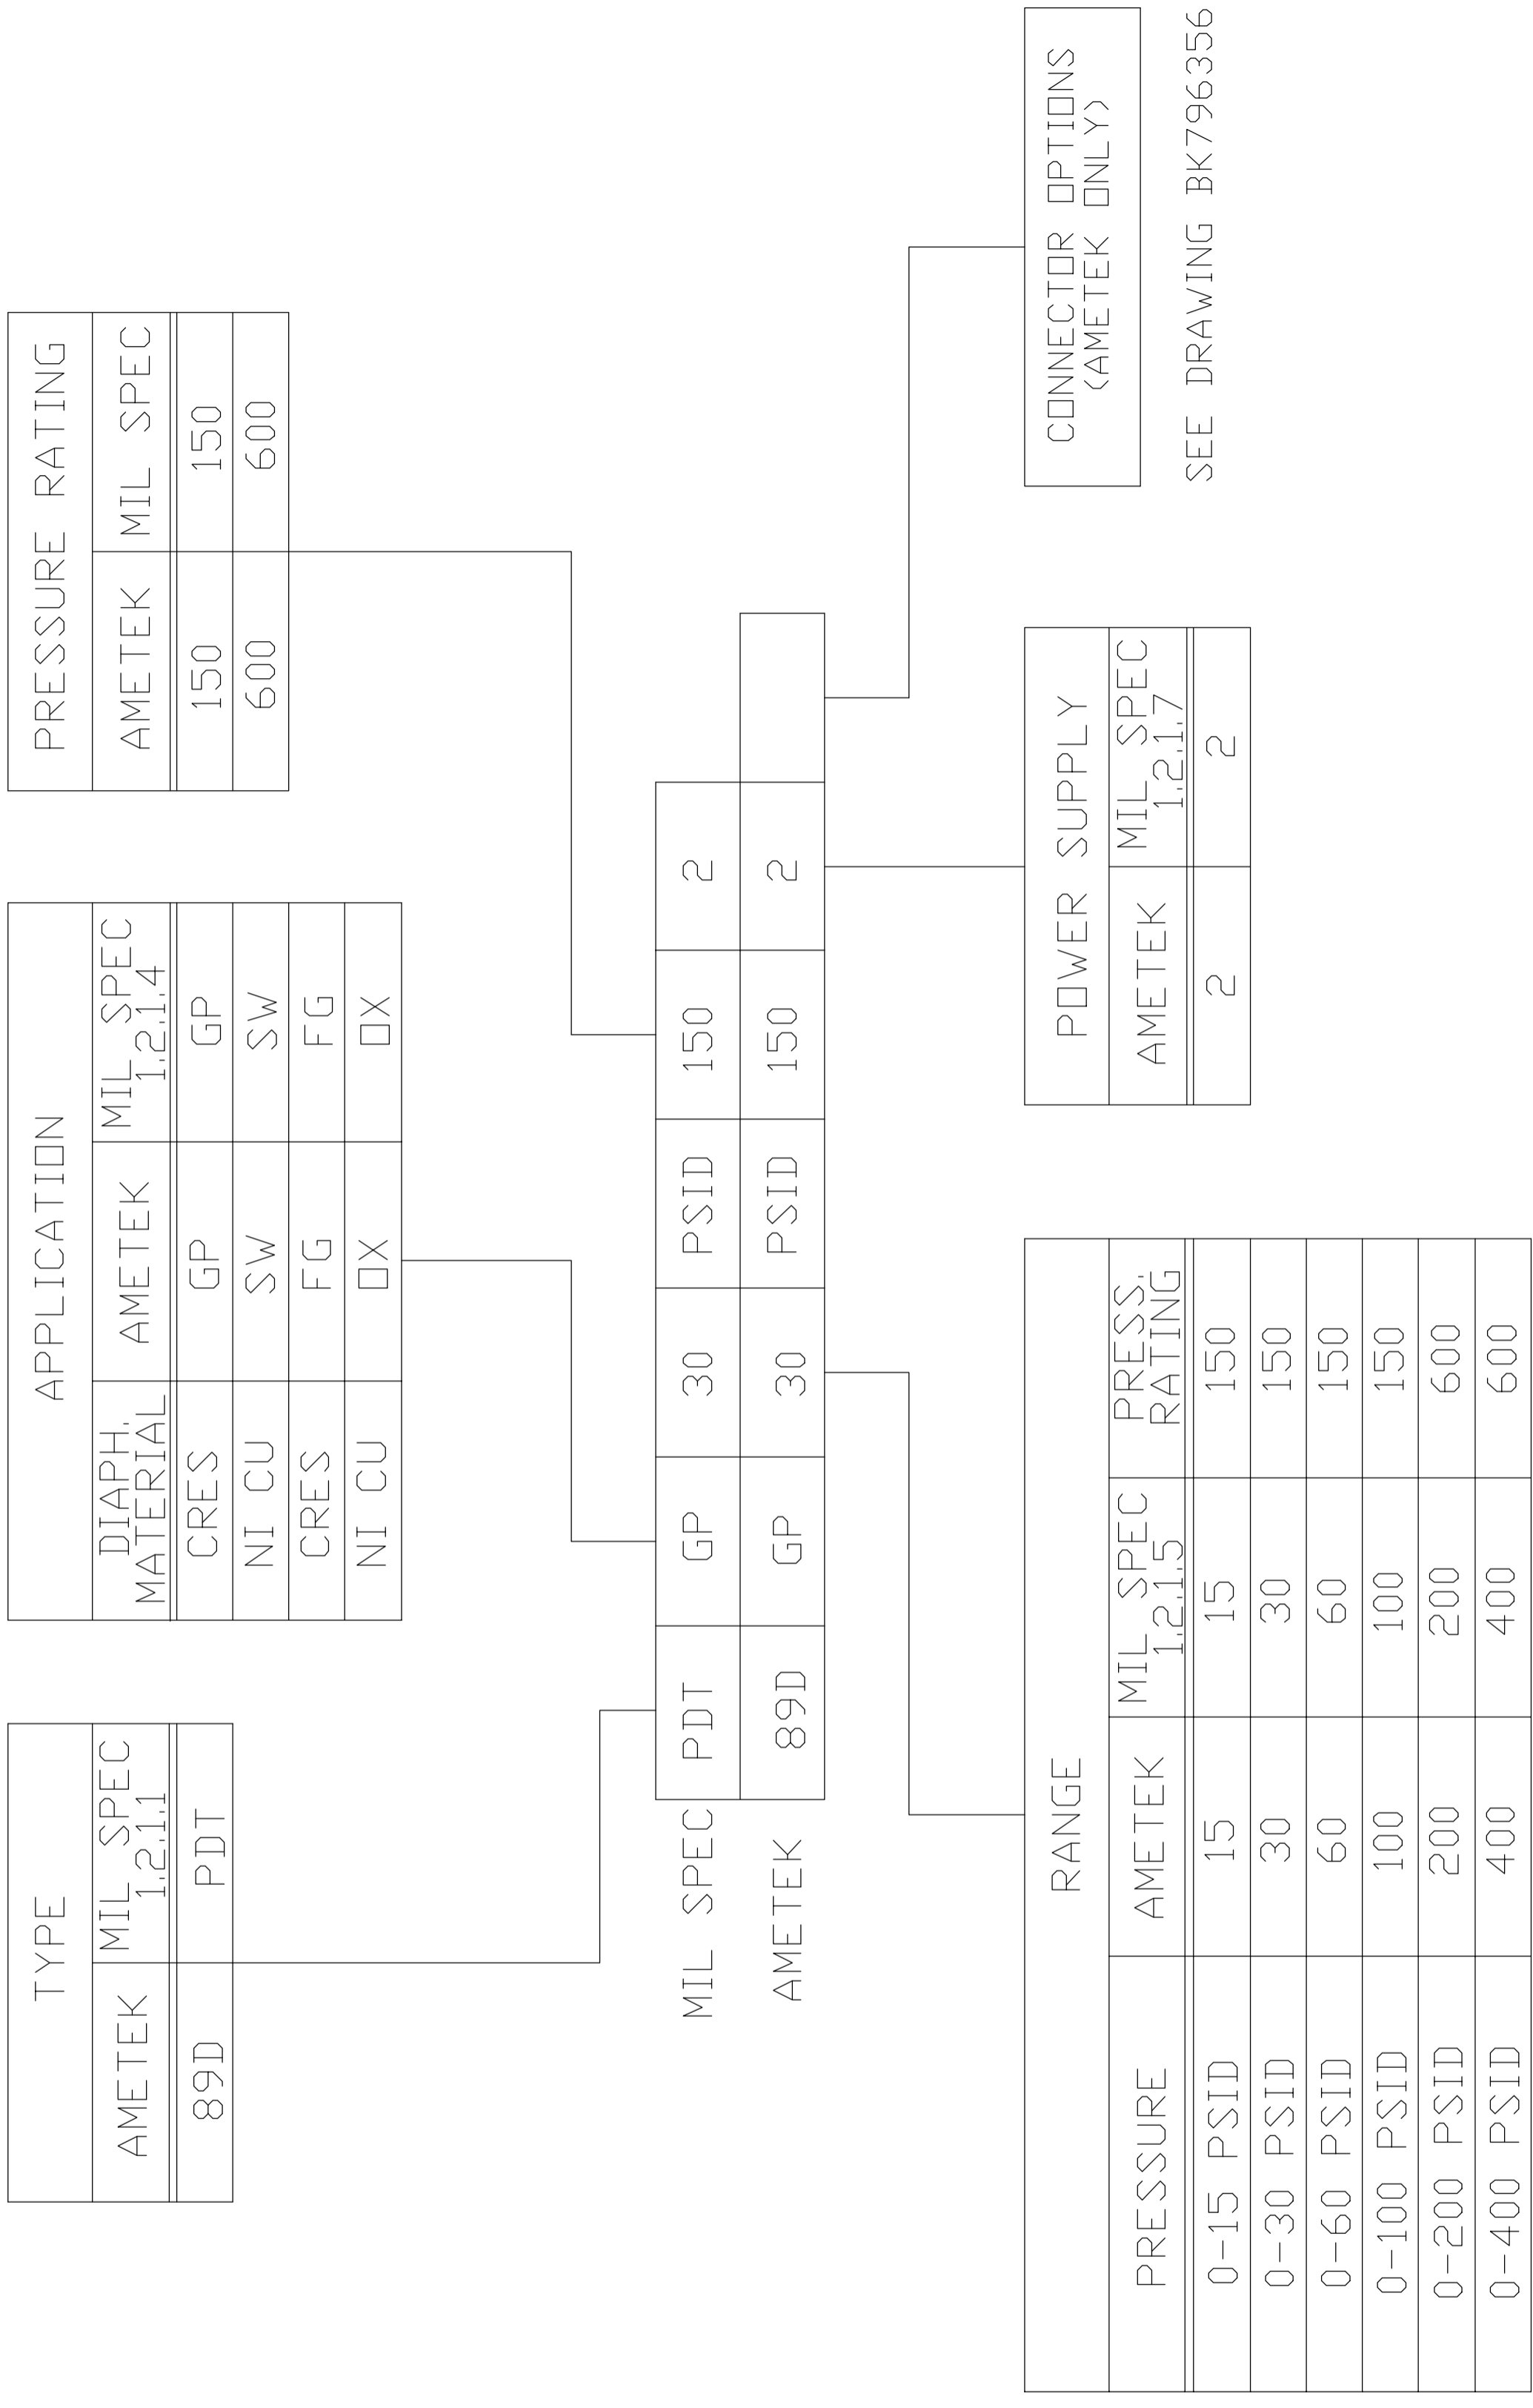 TYPE
AMETEK
MIL SPEC
1.2.1.1
89D
PDT
APPLICATION
DIAPH.
MATERIAL
AMETEK
MIL SPEC
1.2.1.4
CRES
GP
GP
NI CU
SW
SW
CRES
FG
FG
NI CU
OX
OX
PRESSURE RATING
AMETEK
MIL SPEC
150
150
600
600
MIL SPEC
PDT
GP
30
PSID
150
2
AMETEK
89D
GP
30
PSID
150
2
RANGE
PRESSURE
AMETEK
MIL SPEC
1.2.1.5
PRESS.
RATING
0-15 PSID
15
15
150
0-30 PSID
30
30
150
0-60 PSID
60
60
150
0-100 PSID
100
100
150
0-200 PSID
200
200
600
0-400 PSID
400
400
600
POWER SUPPLY
AMETEK
MIL SPEC
1.2.1.7
2
2
CONNECTOR OPTIONS
(AMETEK ONLY)
SEE DRAWING BK796356